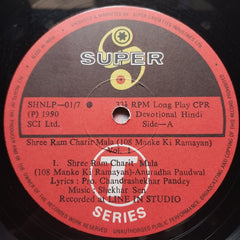 SUPER
SHNLP-01/7
33⅓ RPM Long Play CPR
(P) 1990
Devotional Hindi
SCI Ltd.
Side-A
Shree Ram Charit Mala (108 Manke Ki Ramayan)
Vol. 1
1. Shree Ram Charit Mala
(108 Manke Ki Ramayan)-Anuradha Paudwal
Lyrics : Pro. Chandrashekhar Pandey
Music : Shekhar Sen
Recorded at LINE IN STUDIO
T
SERIES